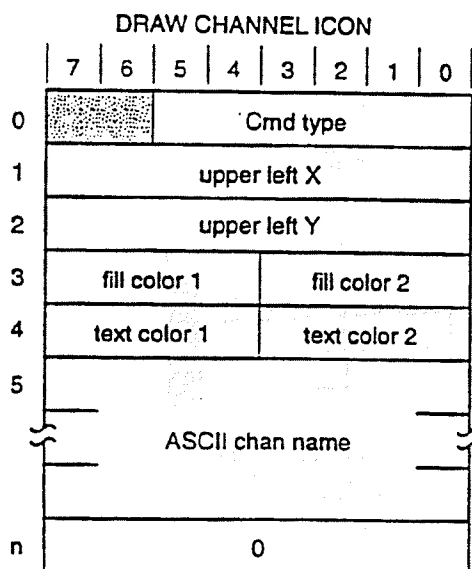 DRAW CHANNEL ICON
7 6 5 4 3 2 1 0
0 Cmd type
1 upper left X
2 upper left Y
3 fill color 1 fill color 2
4 text color 1 text color 2
5
ASCII chan name
n 0